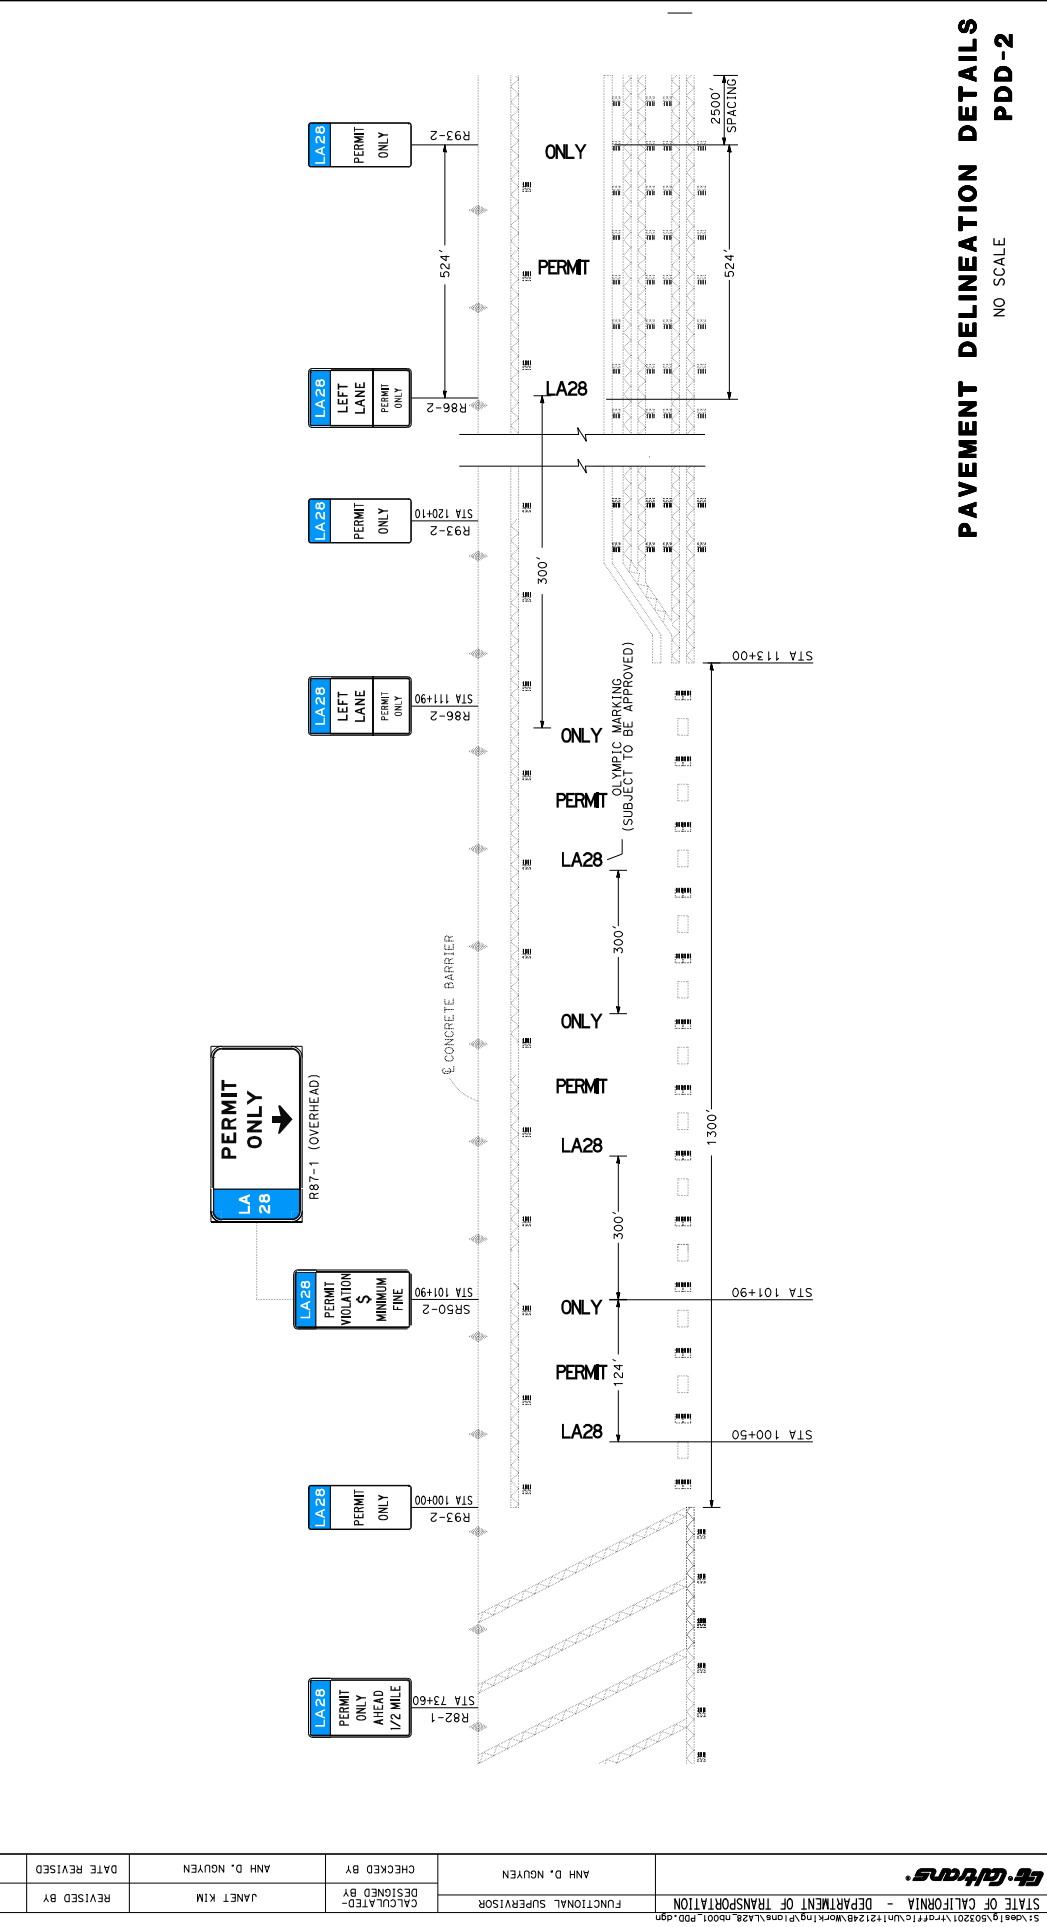 PAVEMENT DELINEATION DETAILS
NO SCALE
PDD-2
LA28
PERMIT
ONLY
R93-2
524'
LA28
LEFT
LANE
PERMIT
ONLY
R86-2
ONLY
PERMIT
LA28
2500'
SPACING
524'
LA28
PERMIT
ONLY
STA 120+10
R93-2
300'
LA28
LEFT
LANE
PERMIT
ONLY
STA 111+90
R86-2
ONLY
PERMIT
LA28
OLYMPIC MARKING
(SUBJECT TO BE APPROVED)
STA 113+00
300'
℄ CONCRETE BARRIER
ONLY
PERMIT
LA28
1300'
PERMIT
ONLY
LA
28
R87-1 (OVERHEAD)
300'
LA28
PERMIT
VIOLATION
$
MINIMUM
FINE
STA 101+90
SR50-2
ONLY
PERMIT
LA28
124'
STA 101+90
STA 100+50
LA28
PERMIT
ONLY
STA 100+00
R93-2
LA28
PERMIT
ONLY
AHEAD
1/2 MILE
STA 73+60
R82-1
STATE OF CALIFORNIA - DEPARTMENT OF TRANSPORTATION
Caltrans
FUNCTIONAL SUPERVISOR
ANH D. NGUYEN
CALCULATED-
DESIGNED BY
CHECKED BY
JANET KIM
ANH D. NGUYEN
REVISED BY
DATE REVISED